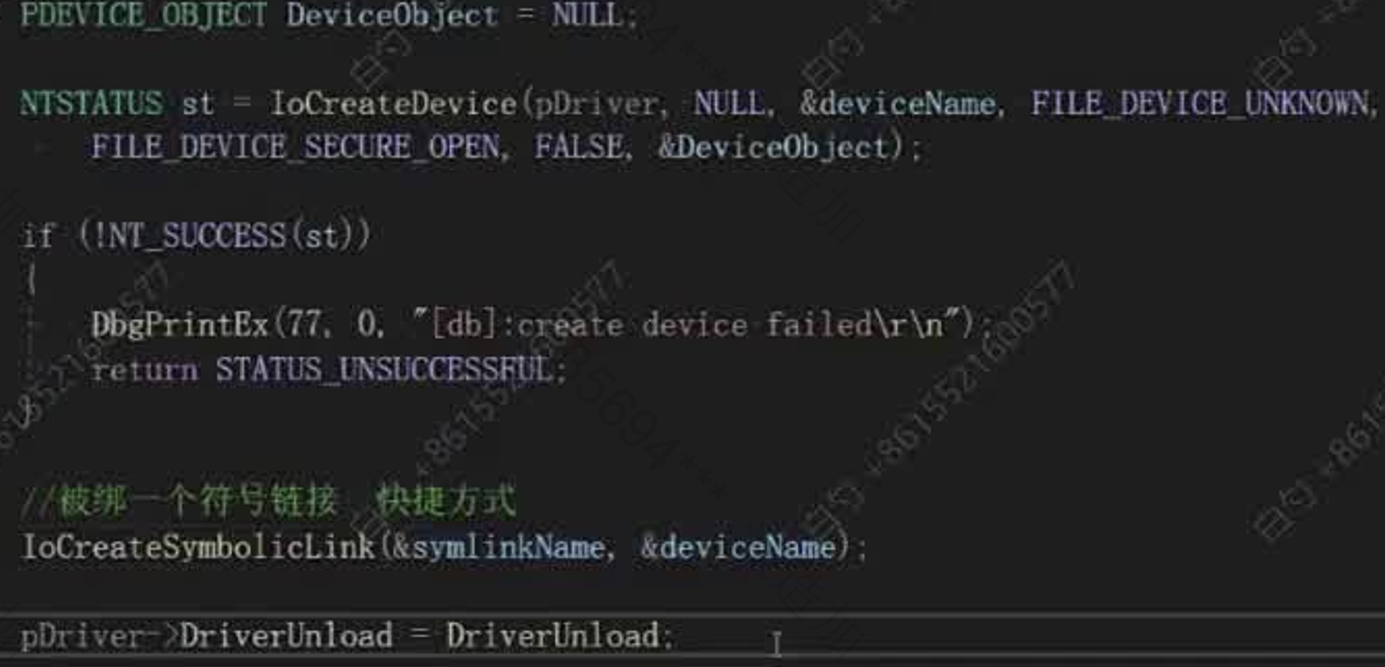 PDEVICE_OBJECT DeviceObject = NULL;
NTSTATUS st = IoCreateDevice(pDriver, NULL, &deviceName, FILE_DEVICE_UNKNOWN,
FILE_DEVICE_SECURE_OPEN, FALSE, &DeviceObject);
if (!NT_SUCCESS(st))
{
DbgPrintEx(77, 0, "[db]:create device failed\r\n");
return STATUS_UNSUCCESSFUL;
}
//被绑一个符号链接 快捷方式
IoCreateSymbolicLink(&symlinkName, &deviceName);
pDriver->DriverUnload = DriverUnload;